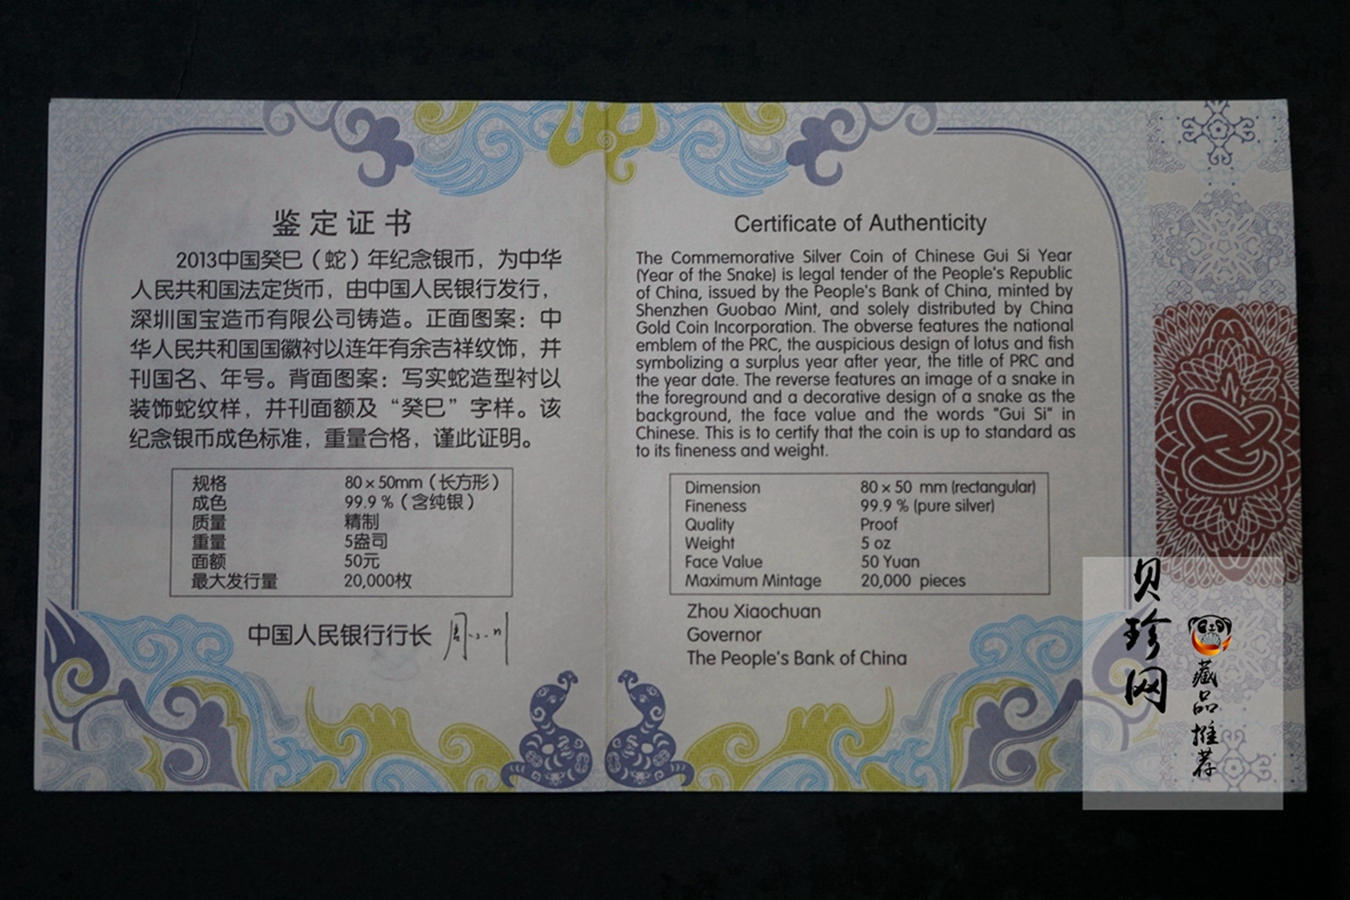 鉴定证书
2013中国癸巳（蛇）年纪念银币，为中华
人民共和国法定货币，由中国人民银行发行，
深圳国宝造币有限公司铸造。正面图案：中
华人民共和国国徽衬以连年有余吉祥纹饰，并
刊国名、年号。背面图案：写实蛇造型衬以
装饰蛇纹样，并刊面额及“癸巳”字样。该
纪念银币成色标准，重量合格，谨此证明。
规格 80×50mm（长方形）
成色 99.9％（含纯银）
质量 精制
重量 5盎司
面额 50元
最大发行量 20,000枚
中国人民银行行长 周小川
Certificate of Authenticity
The Commemorative Silver Coin of Chinese Gui Si Year
(Year of the Snake) is legal tender of the People's Republic
of China, issued by the People's Bank of China, minted by
Shenzhen Guobao Mint, and solely distributed by China
Gold Coin Incorporation. The obverse features the national
emblem of the PRC, the auspicious design of lotus and fish
symbolizing a surplus year after year, the title of PRC and
the year date. The reverse features an image of a snake in
the foreground and a decorative design of a snake as the
background, the face value and the words "Gui Si" in
Chinese. This is to certify that the coin is up to standard as
to its fineness and weight.
Dimension 80×50 mm (rectangular)
Fineness 99.9 % (pure silver)
Quality Proof
Weight 5 oz
Face Value 50 Yuan
Maximum Mintage 20,000 pieces
Zhou Xiaochuan
Governor
The People's Bank of China
贝珍网
藏品推荐